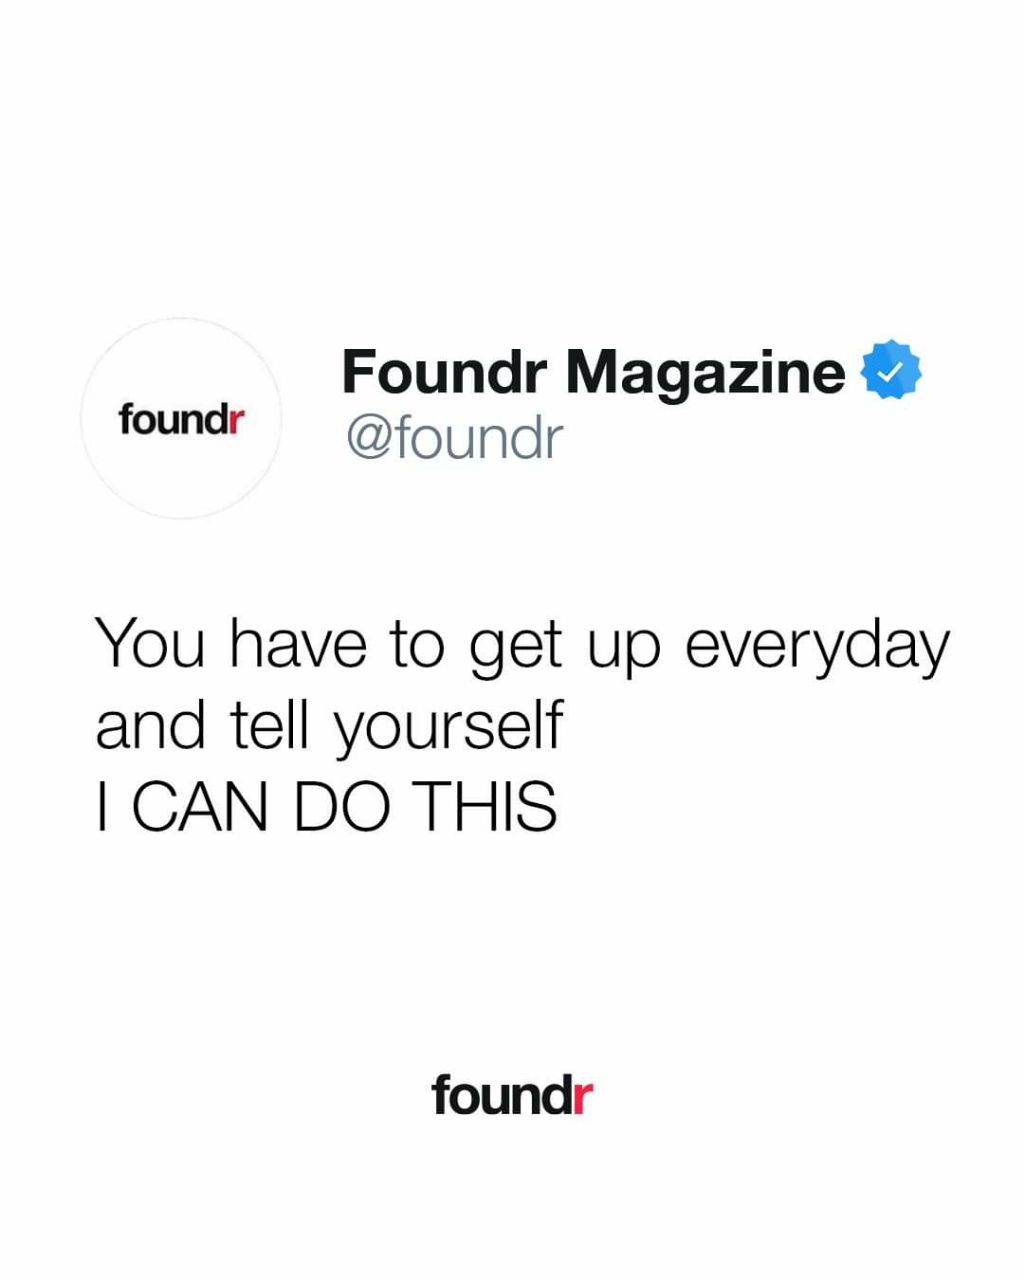 foundr
Foundr Magazine
@foundr
You have to get up everyday
and tell yourself
I CAN DO THIS
foundr